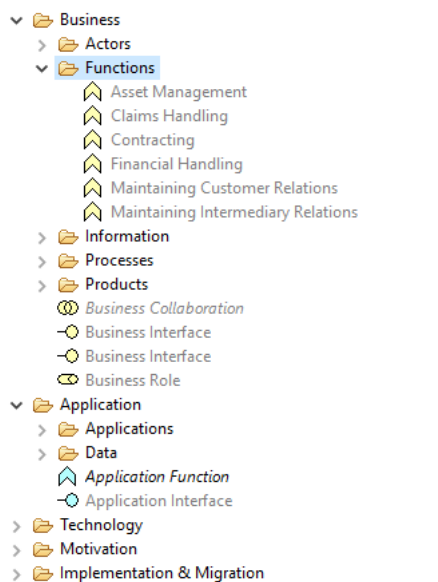 Business
Actors
Functions
Asset Management
Claims Handling
Contracting
Financial Handling
Maintaining Customer Relations
Maintaining Intermediary Relations
Information
Processes
Products
Business Collaboration
Business Interface
Business Interface
Business Role
Application
Applications
Data
Application Function
Application Interface
Technology
Motivation
Implementation & Migration